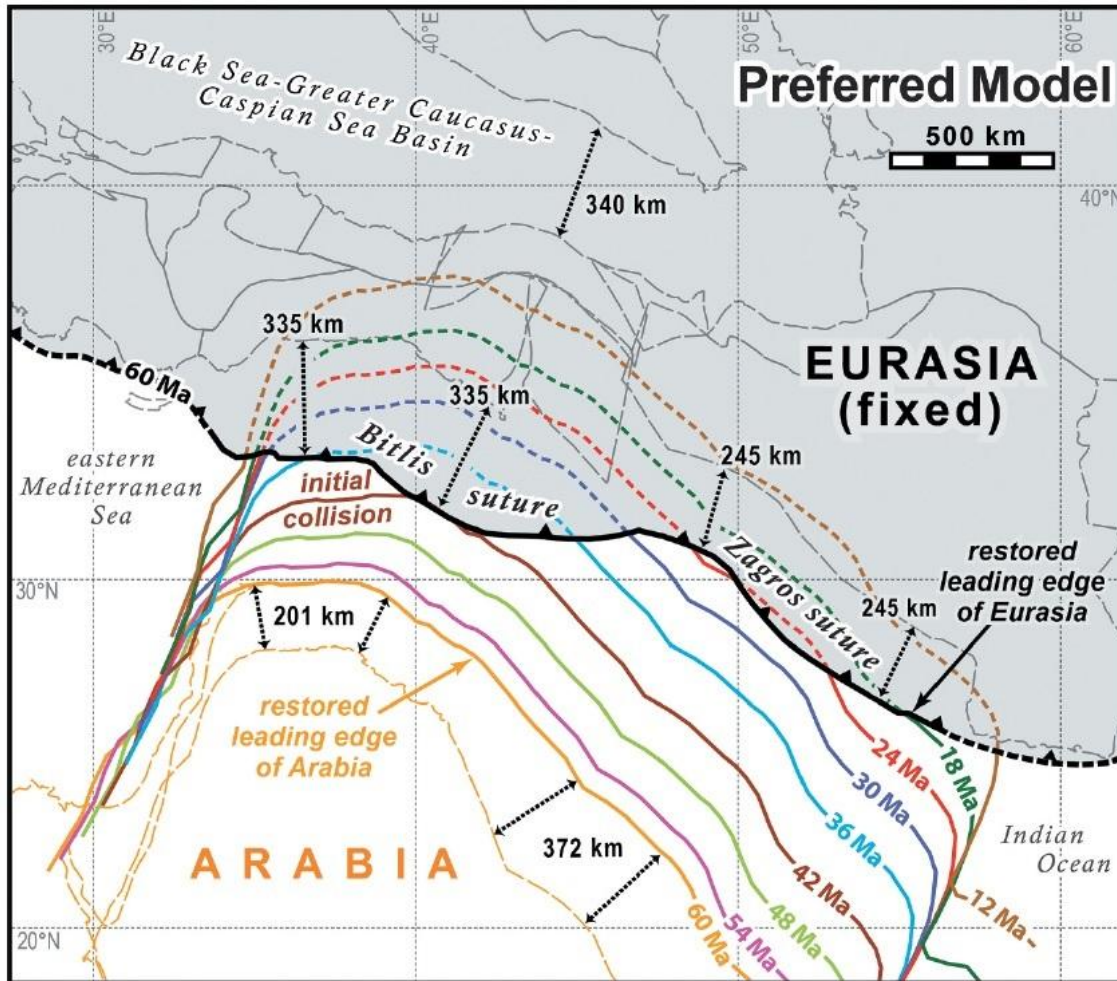 30°E
40°E
50°E
60°E
Black Sea-Greater Caucasus-
Caspian Sea Basin
Preferred Model
500 km
340 km
40°N
335 km
335 km
EURASIA
(fixed)
60 Ma
245 km
eastern
Mediterranean
Sea
Bitlis
suture
initial
collision
Zagros suture
restored
leading edge
of Eurasia
30°N
201 km
245 km
restored
leading edge
of Arabia
24 Ma
18 Ma
30 Ma
36 Ma
Indian
Ocean
ARABIA
372 km
42 Ma
12 Ma
48 Ma
54 Ma
60 Ma
20°N